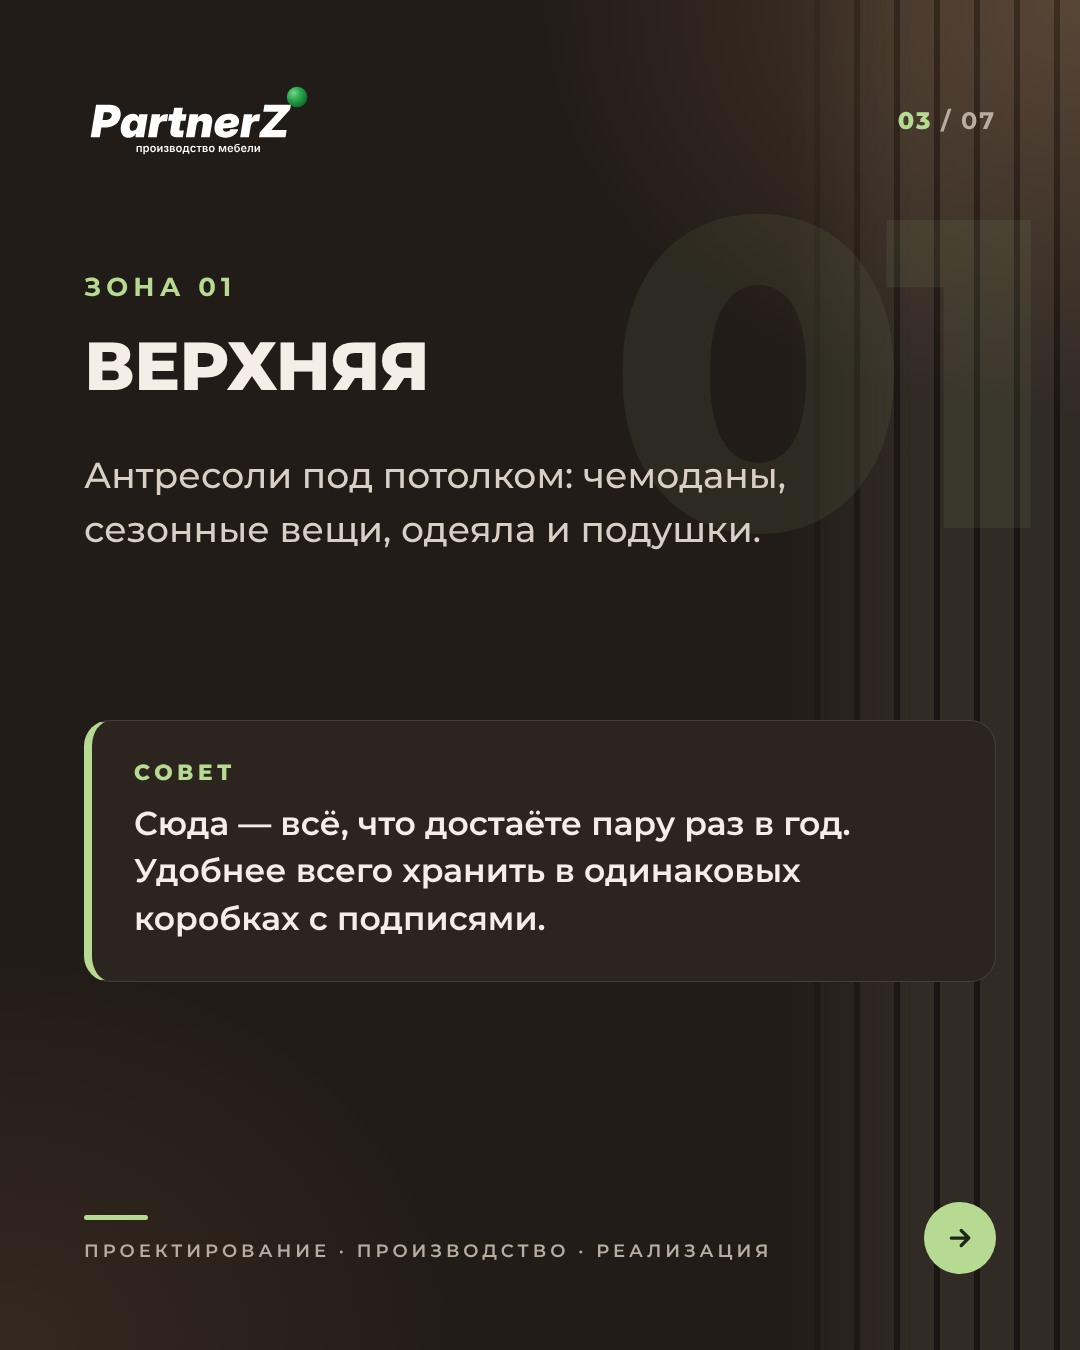 PartnerZ
производство мебели
03 / 07
01
ЗОНА 01
ВЕРХНЯЯ
Антресоли под потолком: чемоданы,
сезонные вещи, одеяла и подушки.
СОВЕТ
Сюда — всё, что достаёте пару раз в год.
Удобнее всего хранить в одинаковых
коробках с подписями.
ПРОЕКТИРОВАНИЕ · ПРОИЗВОДСТВО · РЕАЛИЗАЦИЯ